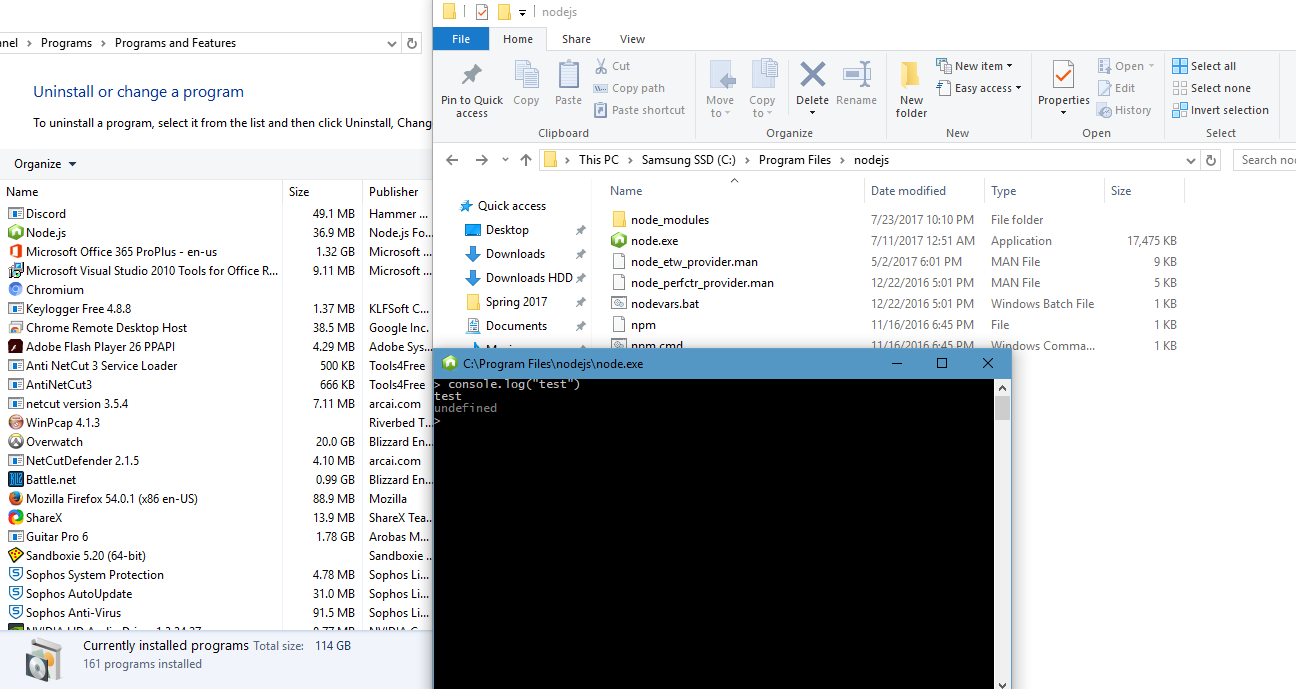 nel > Programs > Programs and Features
Uninstall or change a program
To uninstall a program, select it from the list and then click Uninstall, Chang
Organize
Name Size Publisher
Discord 49.1 MB Hammer ...
Node.js 36.9 MB Node.js Fo...
Microsoft Office 365 ProPlus - en-us 1.32 GB Microsoft ...
Microsoft Visual Studio 2010 Tools for Office R... 9.11 MB Microsoft ...
Chromium
Keylogger Free 4.8.8 1.37 MB KLFSoft C...
Chrome Remote Desktop Host 38.5 MB Google Inc.
Adobe Flash Player 26 PPAPI 4.29 MB Adobe Sys...
Anti NetCut 3 Service Loader 500 KB Tools4Free
AntiNetCut3 666 KB Tools4Free
netcut version 3.5.4 7.11 MB arcai.com
WinPcap 4.1.3 Riverbed T...
Overwatch 20.0 GB Blizzard En...
NetCutDefender 2.1.5 4.10 MB arcai.com
Battle.net 0.99 GB Blizzard En...
Mozilla Firefox 54.0.1 (x86 en-US) 88.9 MB Mozilla
ShareX 13.9 MB ShareX Tea...
Guitar Pro 6 1.78 GB Arobas M...
Sandboxie 5.20 (64-bit) Sandboxie ..
Sophos System Protection 4.78 MB Sophos Li...
Sophos AutoUpdate 31.0 MB Sophos Li...
Sophos Anti-Virus 91.5 MB Sophos Li...
Currently installed programs Total size: 114 GB
161 programs installed
nodejs
File Home Share View
Pin to Quick access
Copy
Paste
Cut
Copy path
Paste shortcut
Clipboard
Move to
Copy to
Delete
Rename
Organize
New folder
New item
Easy access
New
Properties
Open
Edit
History
Open
Select all
Select none
Invert selection
Select
This PC > Samsung SSD (C:) > Program Files > nodejs
Search no
Quick access
Desktop
Downloads
Downloads HDD
Spring 2017
Documents
Name Date modified Type Size
node_modules 7/23/2017 10:10 PM File folder
node.exe 7/11/2017 12:51 AM Application 17,475 KB
node_etw_provider.man 5/2/2017 6:01 PM MAN File 9 KB
node_perfctr_provider.man 12/22/2016 5:01 PM MAN File 5 KB
nodevars.bat 12/22/2016 5:01 PM Windows Batch File 1 KB
npm 11/16/2016 6:45 PM File 1 KB
npm.cmd 11/16/2016 6:45 PM Windows Comma... 1 KB
C:\Program Files\nodejs\node.exe
> console.log("test")
test
undefined
>